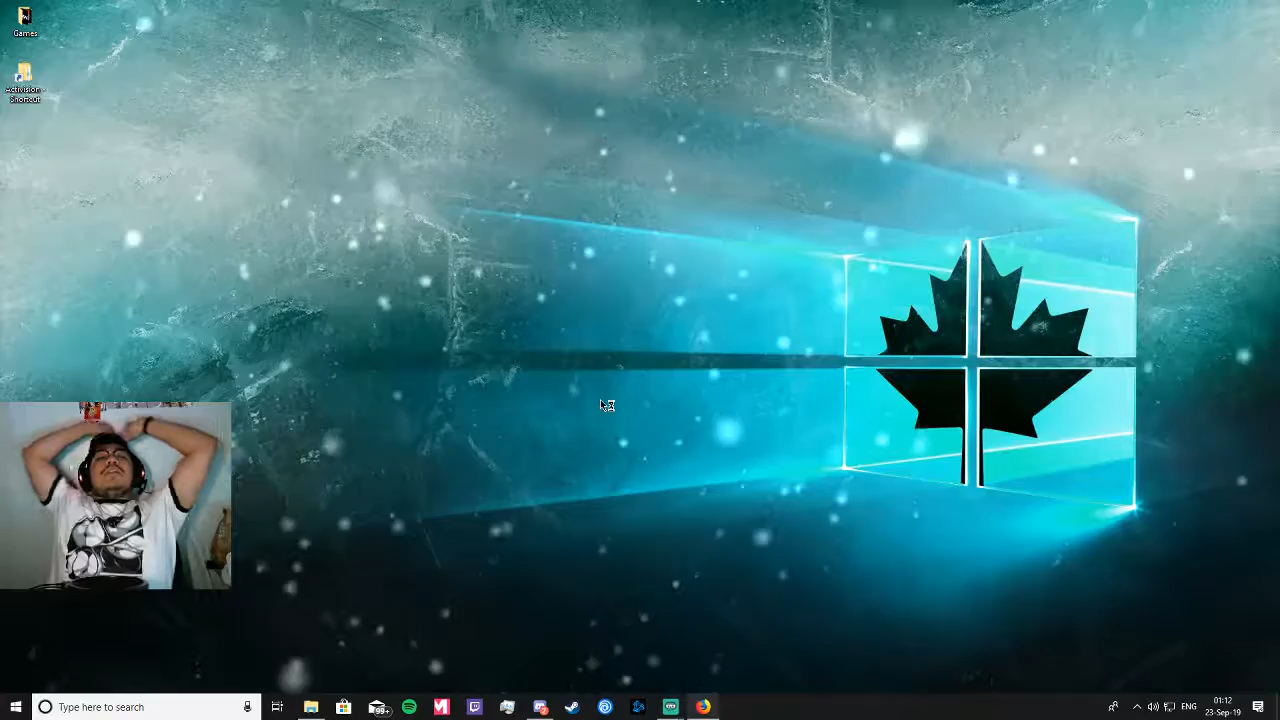 Games
Activision -
Shortcut
Type here to search
99+
ENG
01:12
23-Sep-19